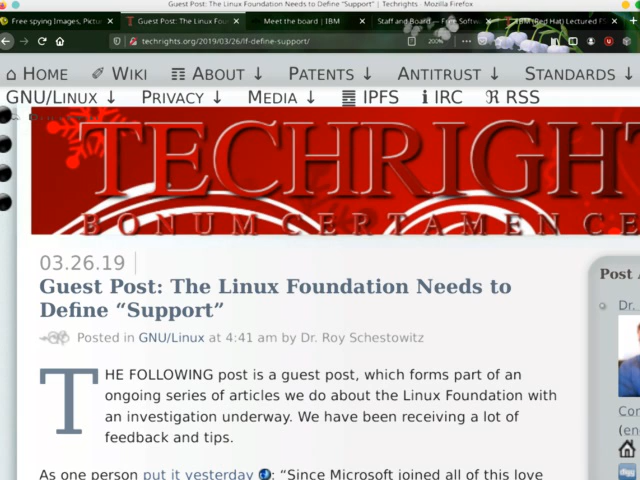 Guest Post: The Linux Foundation Needs to Define "Support" | Techrights - Mozilla Firefox
Free spying Images, Pictu
Guest Post: The Linux Fou
Meet the board | IBM
Staff and Board — Free Softw
(Red Hat) Lectured F
techrights.org/2019/03/26/lf-define-support/
200%
⌂ HOME ✐ WIKI ䷶ ABOUT ↓ PATENTS ↓ ANTITRUST ↓ STANDARDS ↓
GNU/LINUX ↓ PRIVACY ↓ MEDIA ↓ ䷉ IPFS ℹ IRC ℜ RSS
TECHRIGHT
BONUM CERTAMEN CE
03.26.19
Guest Post: The Linux Foundation Needs to
Define “Support”
Posted in GNU/Linux at 4:41 am by Dr. Roy Schestowitz
THE FOLLOWING post is a guest post, which forms part of an
ongoing series of articles we do about the Linux Foundation with
an investigation underway. We have been receiving a lot of
feedback and tips.
As one person put it yesterday : “Since Microsoft joined all of this love
Post A
Dr.
Con
(en
digg